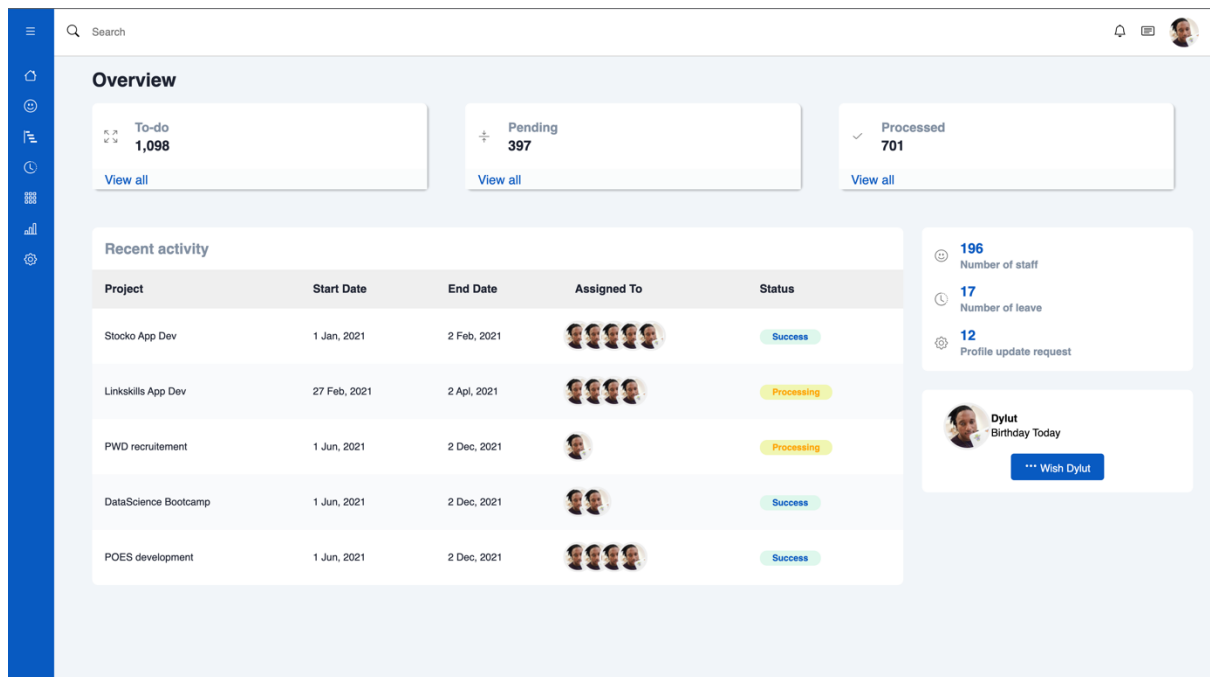 Search
Overview
To-do
1,098
View all
Pending
397
View all
Processed
701
View all
Recent activity
Project Start Date End Date Assigned To Status
Stocko App Dev 1 Jan, 2021 2 Feb, 2021 Success
Linkskills App Dev 27 Feb, 2021 2 Apl, 2021 Processing
PWD recruitement 1 Jun, 2021 2 Dec, 2021 Processing
DataScience Bootcamp 1 Jun, 2021 2 Dec, 2021 Success
POES development 1 Jun, 2021 2 Dec, 2021 Success
196
Number of staff
17
Number of leave
12
Profile update request
Dylut
Birthday Today
··· Wish Dylut